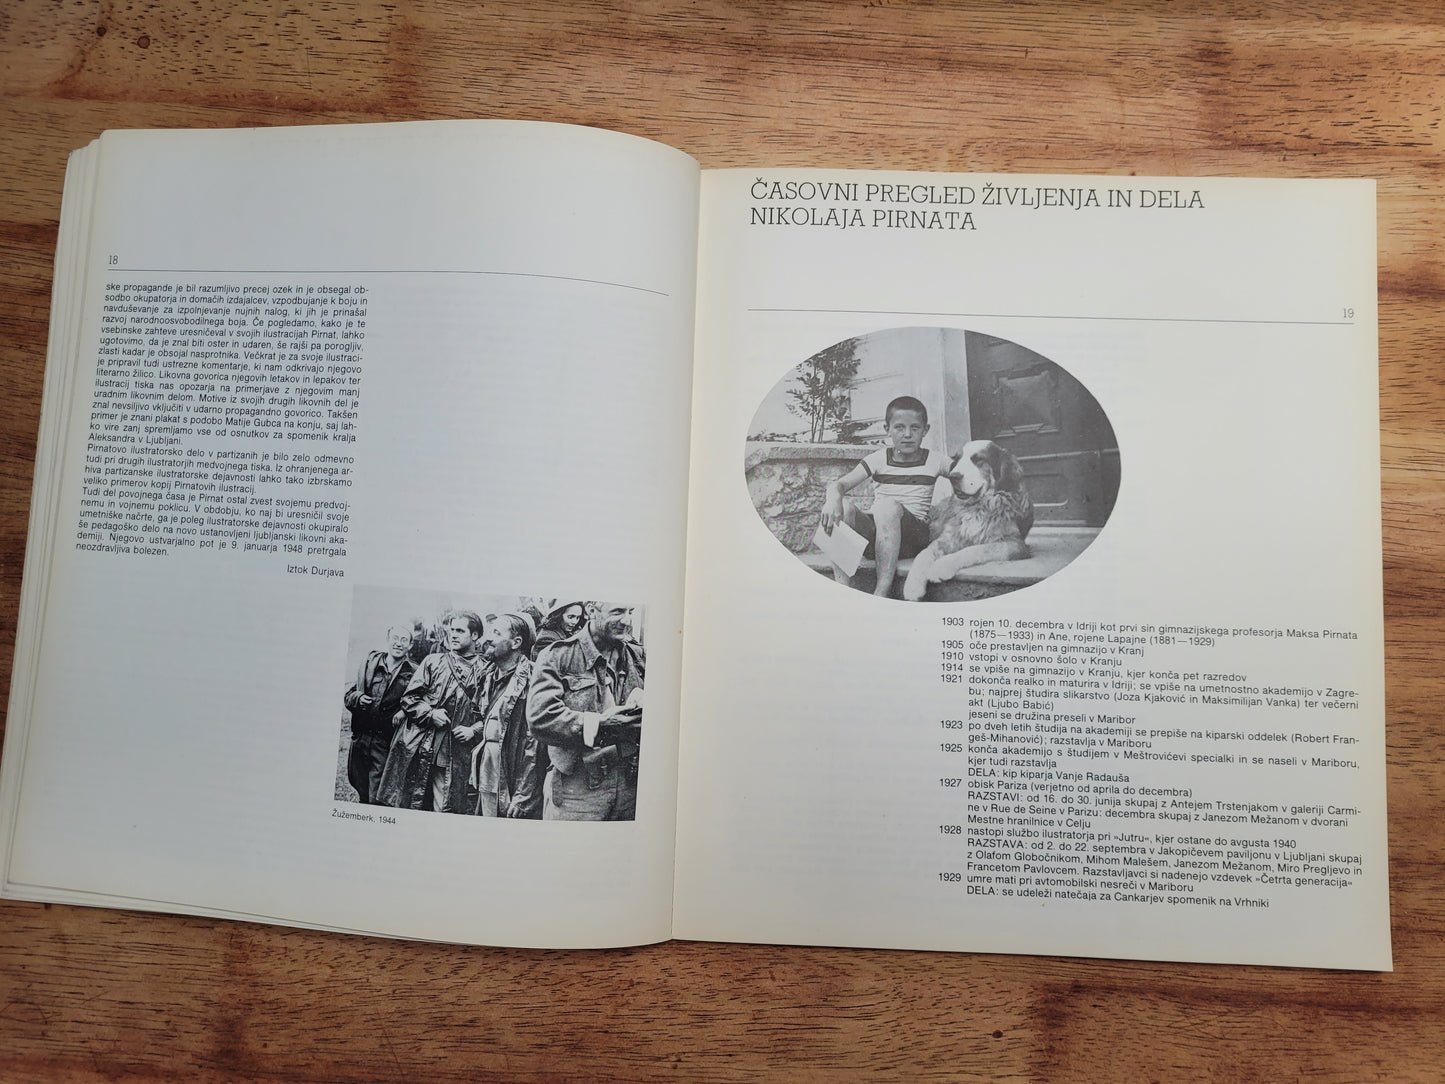 18
ske propagande je bil razumljivo precej ozek in je obsegal ob-
sodbo okupatorja in domačih izdajalcev, vzpodbujanje k boju in
navduševanje za izpolnjevanje nujnih nalog, ki jih je prinašal
razvoj narodnoosvobodilnega boja. Če pogledamo, kako je te
vsebinske zahteve uresničeval v svojih ilustracijah Pirnat, lahko
ugotovimo, da je znal biti oster in udaren, še rajši pa porogljiv,
zlasti kadar je obsojal nasprotnika. Večkrat je za svoje ilustraci-
je pripravil tudi ustrezne komentarje, ki nam odkrivajo njegovo
literarno žilico. Likovna govorica njegovih letakov in lepakov ter
ilustracij tiska nas opozarja na primerjave z njegovim manj
uradnim likovnim delom. Motive iz svojih drugih likovnih del je
znal nevsiljivo vključiti v udarno propagandno govorico. Takšen
primer je znani plakat s podobo Matije Gubca na konju, saj lah-
ko vire zanj spremljamo vse od osnutkov za spomenik kralja
Aleksandra v Ljubljani.
Pirnatovo ilustratorsko delo v partizanih je bilo zelo odmevno
tudi pri drugih ilustratorjih medvojnega tiska. Iz ohranjenega ar-
hiva partizanske ilustratorske dejavnosti lahko tako izbrskamo
veliko primerov kopij Pirnatovih ilustracij.
Tudi del povojnega časa je Pirnat ostal zvest svojemu predvoj-
nemu in vojnemu poklicu. V obdobju, ko naj bi uresničil svoje
umetniške načrte, ga je poleg ilustratorske dejavnosti okupiralo
še pedagoško delo na novo ustanovljeni ljubljanski likovni aka-
demiji. Njegovo ustvarjalno pot je 9. januarja 1948 pretrgala
neozdravljiva bolezen.
Iztok Durjava
Žužemberk, 1944
ČASOVNI PREGLED ŽIVLJENJA IN DELA
NIKOLAJA PIRNATA
19
1903 rojen 10. decembra v Idriji kot prvi sin gimnazijskega profesorja Maksa Pirnata
(1875—1933) in Ane, rojene Lapajne (1881—1929)
1905 oče prestavljen na gimnazijo v Kranj
1910 vstopi v osnovno šolo v Kranju
1914 se vpiše na gimnazijo v Kranju, kjer konča pet razredov
1921 dokonča realko in maturira v Idriji; se vpiše na umetnostno akademijo v Zagre-
bu; najprej študira slikarstvo (Joza Kjaković in Maksimilijan Vanka) ter večerni
akt (Ljubo Babić)
jeseni se družina preseli v Maribor
1923 po dveh letih študija na akademiji se prepiše na kiparski oddelek (Robert Fran-
geš-Mihanović); razstavlja v Mariboru
1925 konča akademijo s študijem v Meštrovićevi specialki in se naseli v Mariboru,
kjer tudi razstavlja
DELA: kip kiparja Vanje Radauša
1927 obisk Pariza (verjetno od aprila do decembra)
RAZSTAVI: od 16. do 30. junija skupaj z Antejem Trstenjakom v galeriji Carmi-
ne v Rue de Seine v Parizu: decembra skupaj z Janezom Mežanom v dvorani
Mestne hranilnice v Celju
1928 nastopi službo ilustratorja pri »Jutru«, kjer ostane do avgusta 1940
RAZSTAVA: od 2. do 22. septembra v Jakopičevem paviljonu v Ljubljani skupaj
z Olafom Globočnikom, Mihom Malešem, Janezom Mežanom, Miro Pregljevo in
Francetom Pavlovcem. Razstavljavci si nadenejo vzdevek »Četrta generacija«
1929 umre mati pri avtomobilski nesreči v Mariboru
DELA: se udeleži natečaja za Cankarjev spomenik na Vrhniki